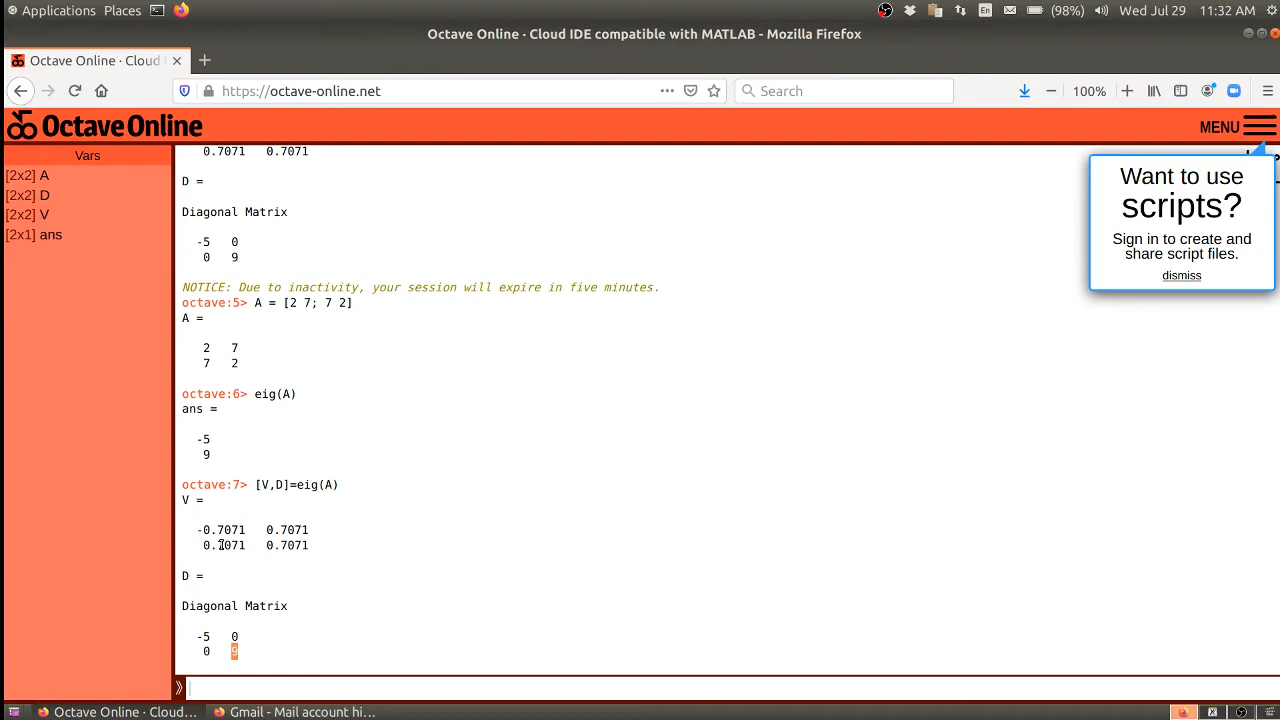 Applications Places En (98%) Wed Jul 29 11:32 AM
Octave Online · Cloud IDE compatible with MATLAB - Mozilla Firefox
Octave Online · Cloud
https://octave-online.net Search 100%
Octave Online MENU
Vars
[2x2] A
[2x2] D
[2x2] V
[2x1] ans
0.7071 0.7071
D =
Diagonal Matrix
-5 0
0 9
NOTICE: Due to inactivity, your session will expire in five minutes.
octave:5> A = [2 7; 7 2]
A =
2 7
7 2
octave:6> eig(A)
ans =
-5
9
octave:7> [V,D]=eig(A)
V =
-0.7071 0.7071
0.7071 0.7071
D =
Diagonal Matrix
-5 0
0 9
Want to use
scripts?
Sign in to create and
share script files.
dismiss
Octave Online · Cloud... Gmail - Mail account hi...